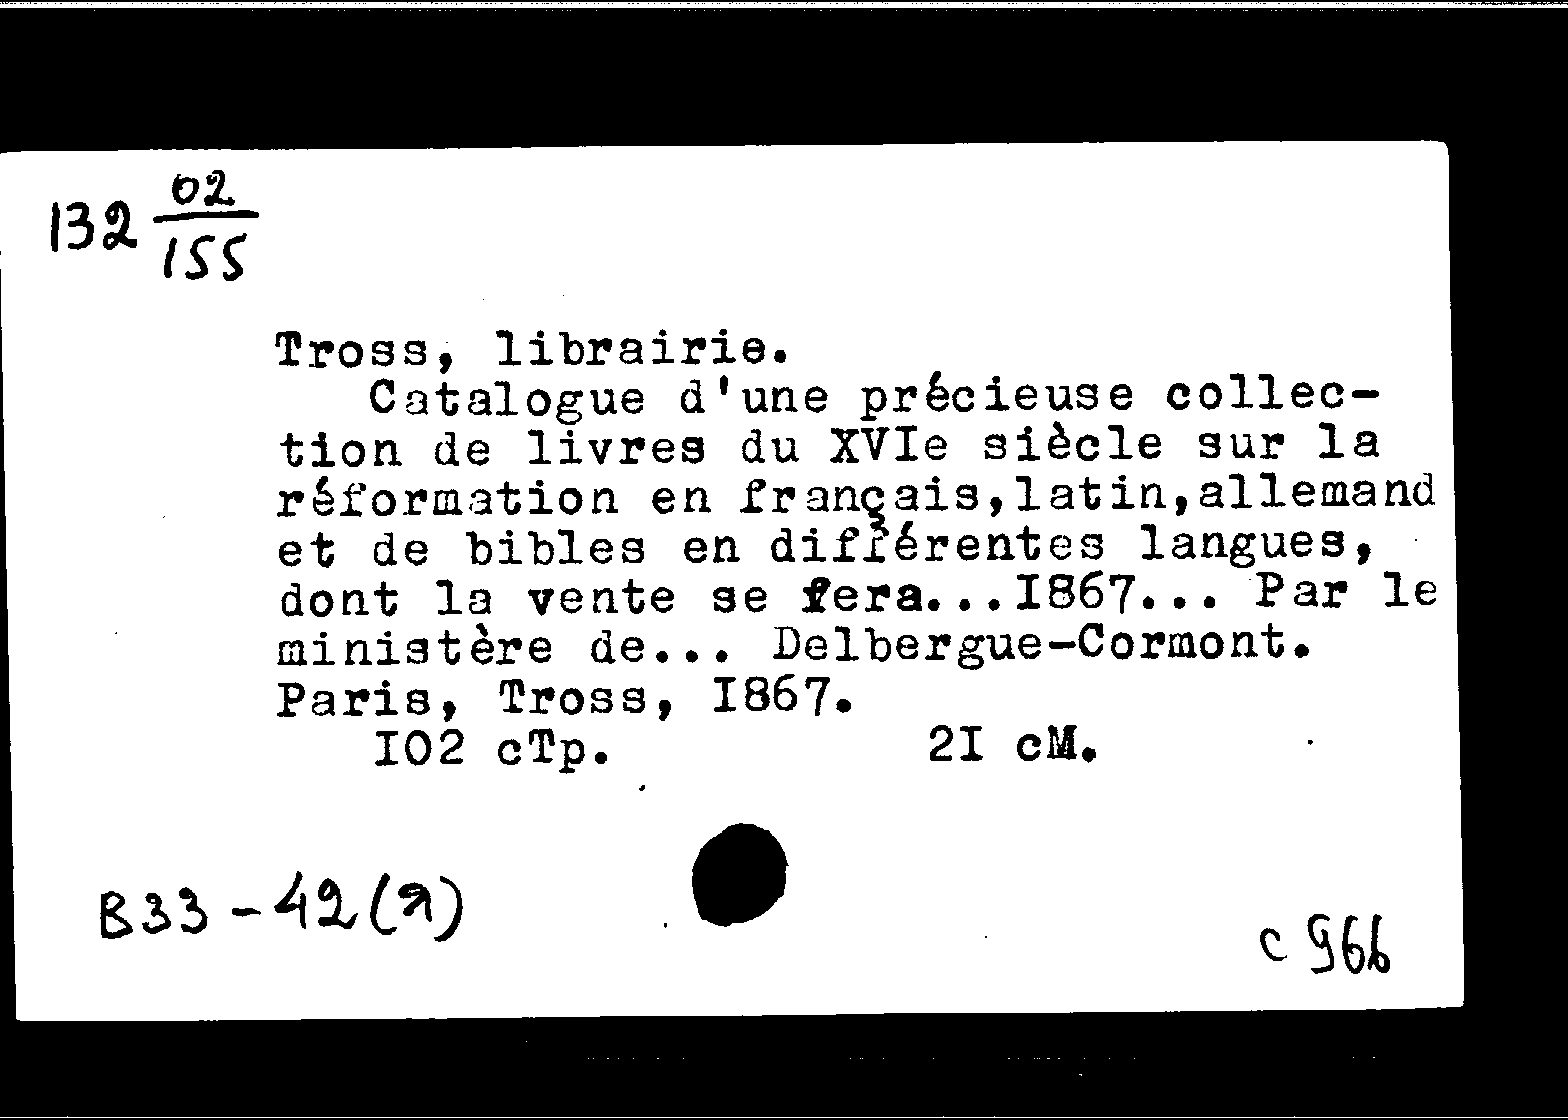 132 02/155
Tross, librairie.
Catalogue d'une précieuse collec-
tion de livres du XVIe siècle sur la
réformation en français,latin,allemand
et de bibles en différentes langues,
dont la vente se fera...I867... Par le
ministère de... Delbergue-Cormont.
Paris, Tross, I867.
I02 cTp. 2I cM.
B33-42(я)
c 966